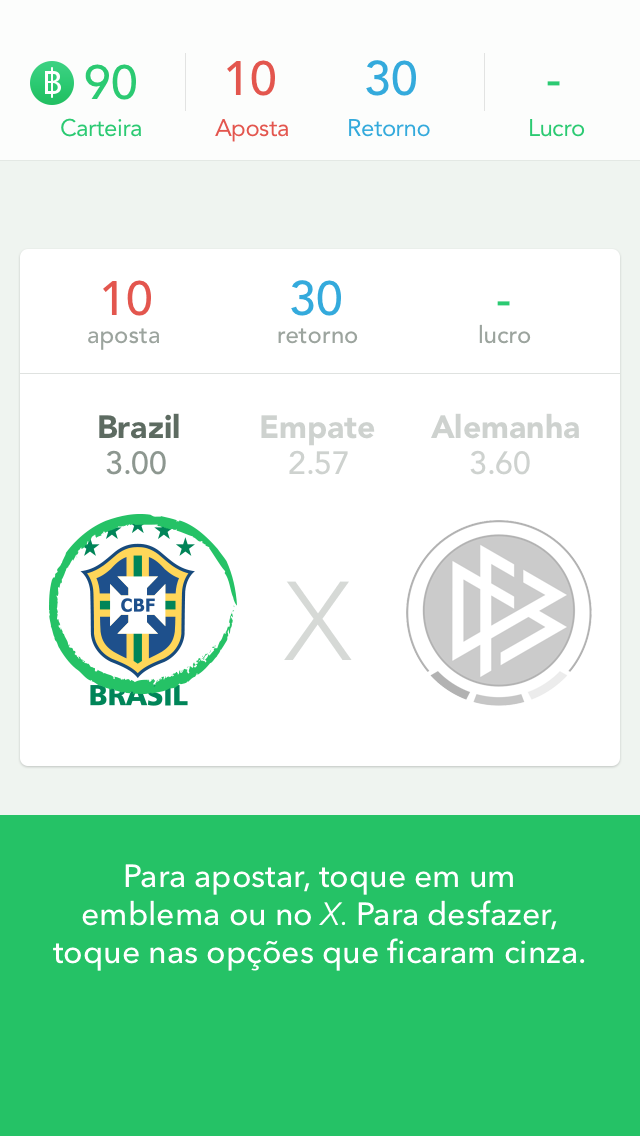 ฿ 90 10 30 -
Carteira Aposta Retorno Lucro
10 30 -
aposta retorno lucro
Brazil Empate Alemanha
3.00 2.57 3.60
CBF
X
BRASIL
Para apostar, toque em um
emblema ou no X. Para desfazer,
toque nas opções que ficaram cinza.